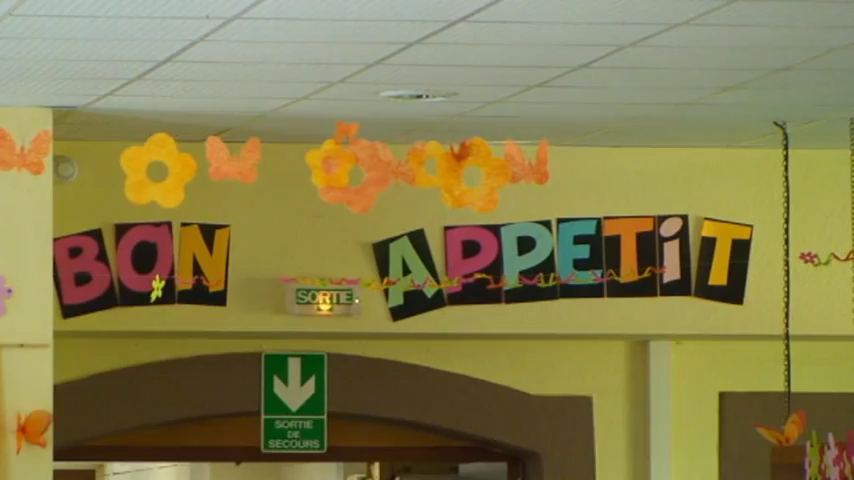 BON APPETiT
SORTIE
SORTIE
DE
SECOURS